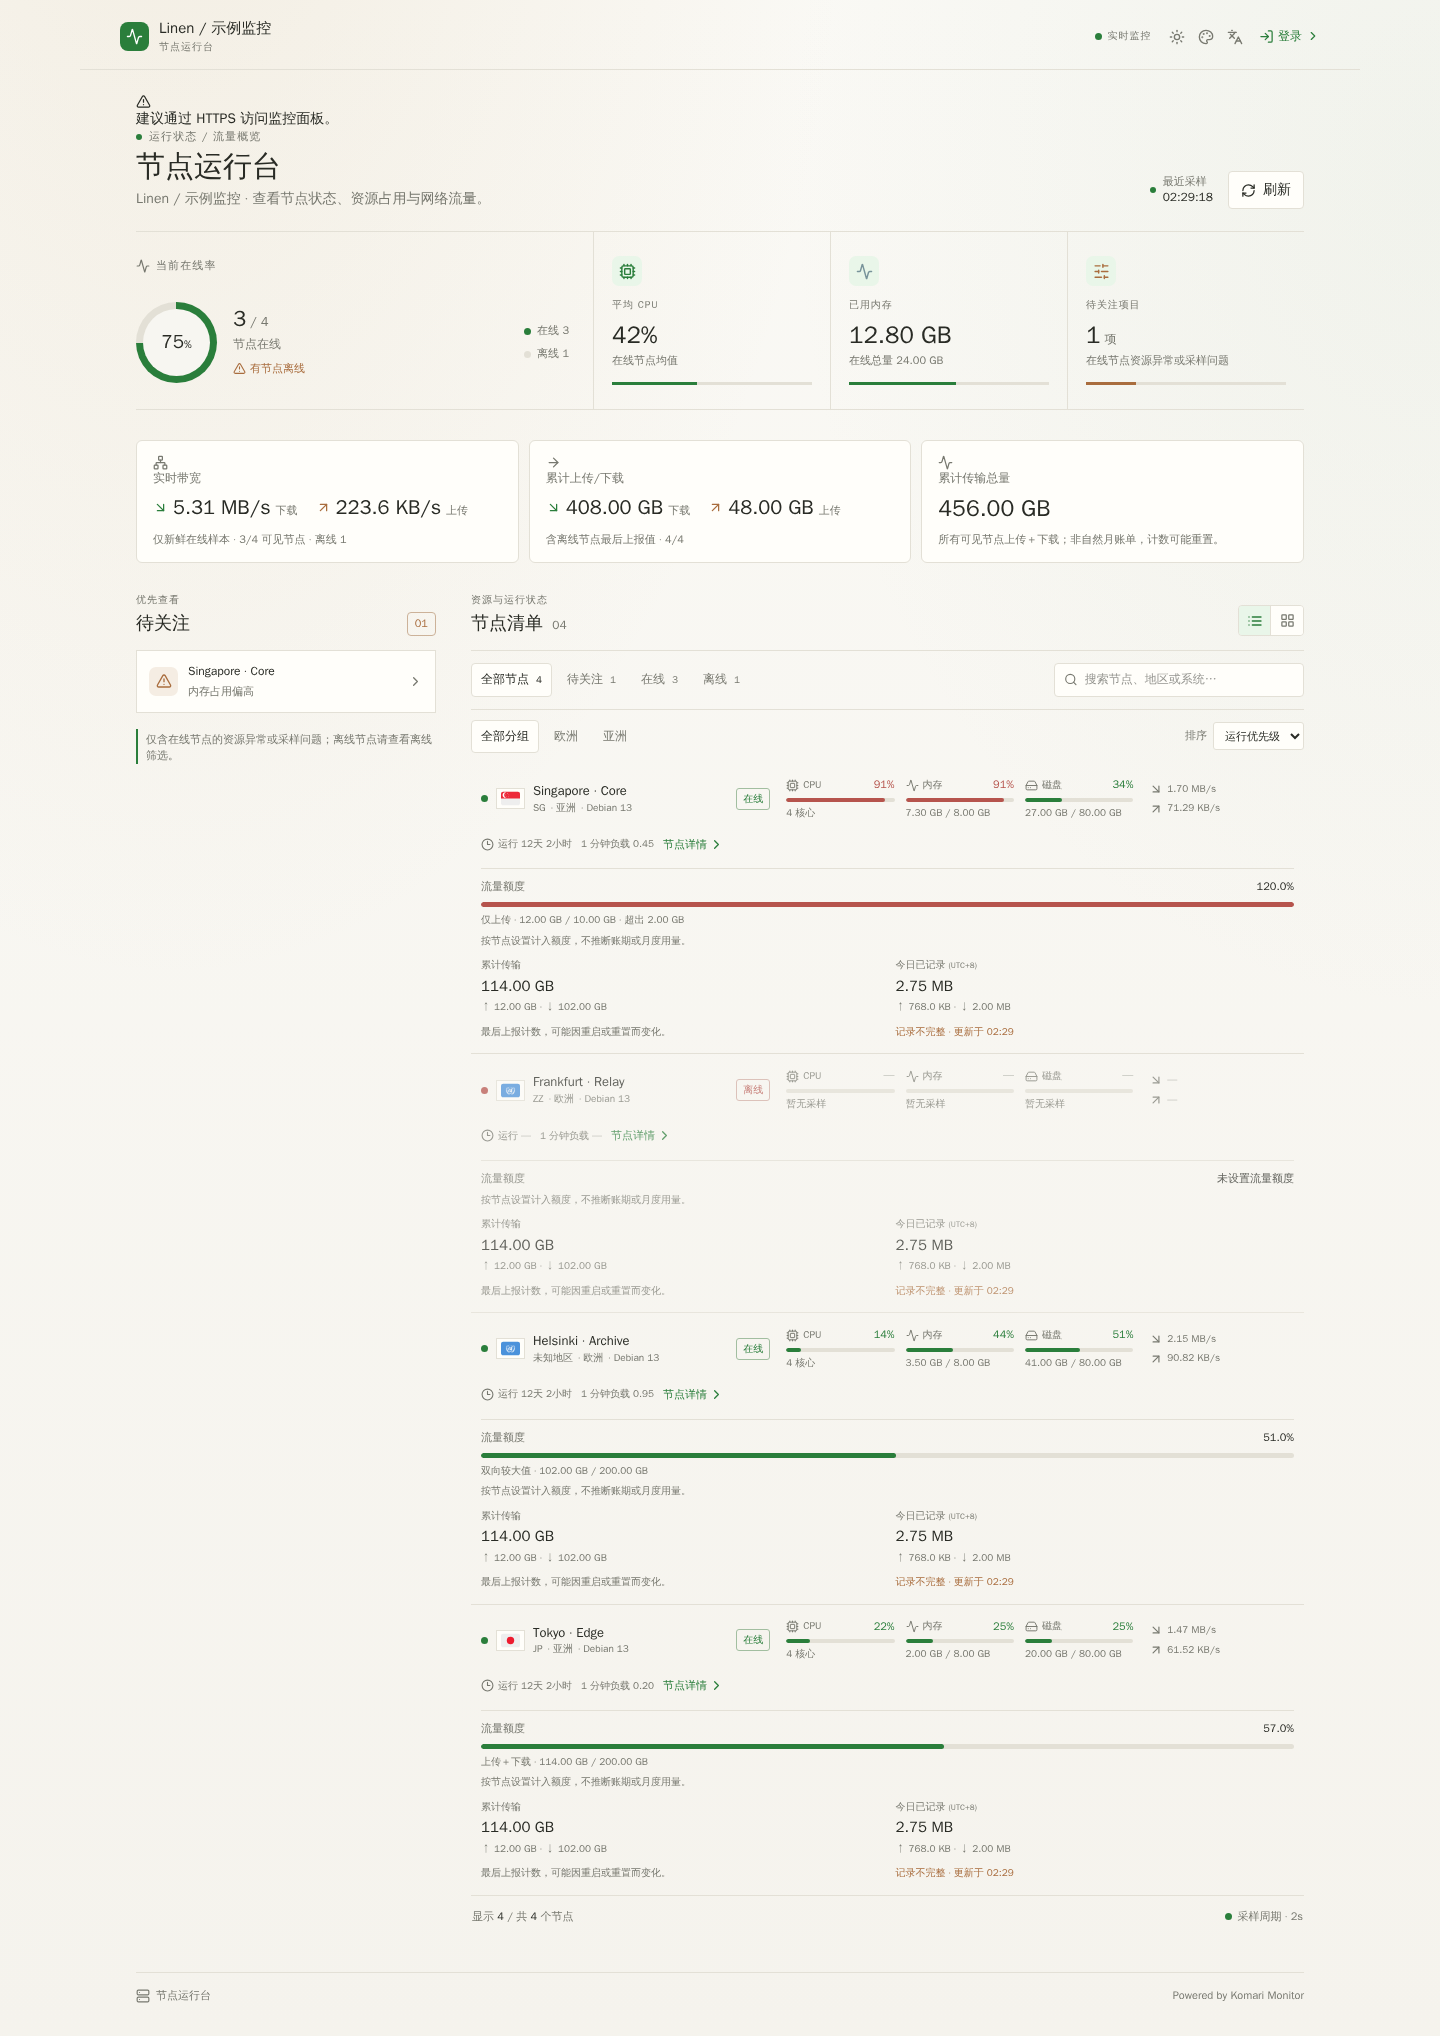 Linen / 示例监控
节点运行台
实时监控
登录
建议通过 HTTPS 访问监控面板。
运行状态 / 流量概览
节点运行台
Linen / 示例监控 · 查看节点状态、资源占用与网络流量。
最近采样
02:29:18
刷新
当前在线率
75%
3 / 4
节点在线
有节点离线
在线 3
离线 1
平均 CPU
42%
在线节点均值
已用内存
12.80 GB
在线总量 24.00 GB
待关注项目
1 项
在线节点资源异常或采样问题
实时带宽
5.31 MB/s 下载 223.6 KB/s 上传
仅新鲜在线样本 · 3/4 可见节点 · 离线 1
累计上传/下载
408.00 GB 下载 48.00 GB 上传
含离线节点最后上报值 · 4/4
累计传输总量
456.00 GB
所有可见节点上传 + 下载；非自然月账单，计数可能重置。
优先查看
待关注
01
Singapore · Core
内存占用偏高
仅含在线节点的资源异常或采样问题；离线节点请查看离线
筛选。
资源与运行状态
节点清单 04
全部节点 4 待关注 1 在线 3 离线 1
搜索节点、地区或系统···
全部分组 欧洲 亚洲
排序 运行优先级
Singapore · Core
SG · 亚洲 · Debian 13
在线
CPU 91%
4 核心
内存 91%
7.30 GB / 8.00 GB
磁盘 34%
27.00 GB / 80.00 GB
1.70 MB/s
71.29 KB/s
运行 12天 2小时 1 分钟负载 0.45 节点详情
流量额度 120.0%
仅上传 · 12.00 GB / 10.00 GB · 超出 2.00 GB
按节点设置计入额度，不推断账期或月度用量。
累计传输
114.00 GB
↑ 12.00 GB · ↓ 102.00 GB
最后上报计数，可能因重启或重置而变化。
今日已记录 (UTC+8)
2.75 MB
↑ 768.0 KB · ↓ 2.00 MB
记录不完整 · 更新于 02:29
Frankfurt · Relay
ZZ · 欧洲 · Debian 13
离线
CPU —
暂无采样
内存 —
暂无采样
磁盘 —
暂无采样
—
—
运行 — 1 分钟负载 — 节点详情
流量额度 未设置流量额度
按节点设置计入额度，不推断账期或月度用量。
累计传输
114.00 GB
↑ 12.00 GB · ↓ 102.00 GB
最后上报计数，可能因重启或重置而变化。
今日已记录 (UTC+8)
2.75 MB
↑ 768.0 KB · ↓ 2.00 MB
记录不完整 · 更新于 02:29
Helsinki · Archive
未知地区 · 欧洲 · Debian 13
在线
CPU 14%
4 核心
内存 44%
3.50 GB / 8.00 GB
磁盘 51%
41.00 GB / 80.00 GB
2.15 MB/s
90.82 KB/s
运行 12天 2小时 1 分钟负载 0.95 节点详情
流量额度 51.0%
双向较大值 · 102.00 GB / 200.00 GB
按节点设置计入额度，不推断账期或月度用量。
累计传输
114.00 GB
↑ 12.00 GB · ↓ 102.00 GB
最后上报计数，可能因重启或重置而变化。
今日已记录 (UTC+8)
2.75 MB
↑ 768.0 KB · ↓ 2.00 MB
记录不完整 · 更新于 02:29
Tokyo · Edge
JP · 亚洲 · Debian 13
在线
CPU 22%
4 核心
内存 25%
2.00 GB / 8.00 GB
磁盘 25%
20.00 GB / 80.00 GB
1.47 MB/s
61.52 KB/s
运行 12天 2小时 1 分钟负载 0.20 节点详情
流量额度 57.0%
上传 + 下载 · 114.00 GB / 200.00 GB
按节点设置计入额度，不推断账期或月度用量。
累计传输
114.00 GB
↑ 12.00 GB · ↓ 102.00 GB
最后上报计数，可能因重启或重置而变化。
今日已记录 (UTC+8)
2.75 MB
↑ 768.0 KB · ↓ 2.00 MB
记录不完整 · 更新于 02:29
显示 4 / 共 4 个节点
采样周期 · 2s
节点运行台
Powered by Komari Monitor